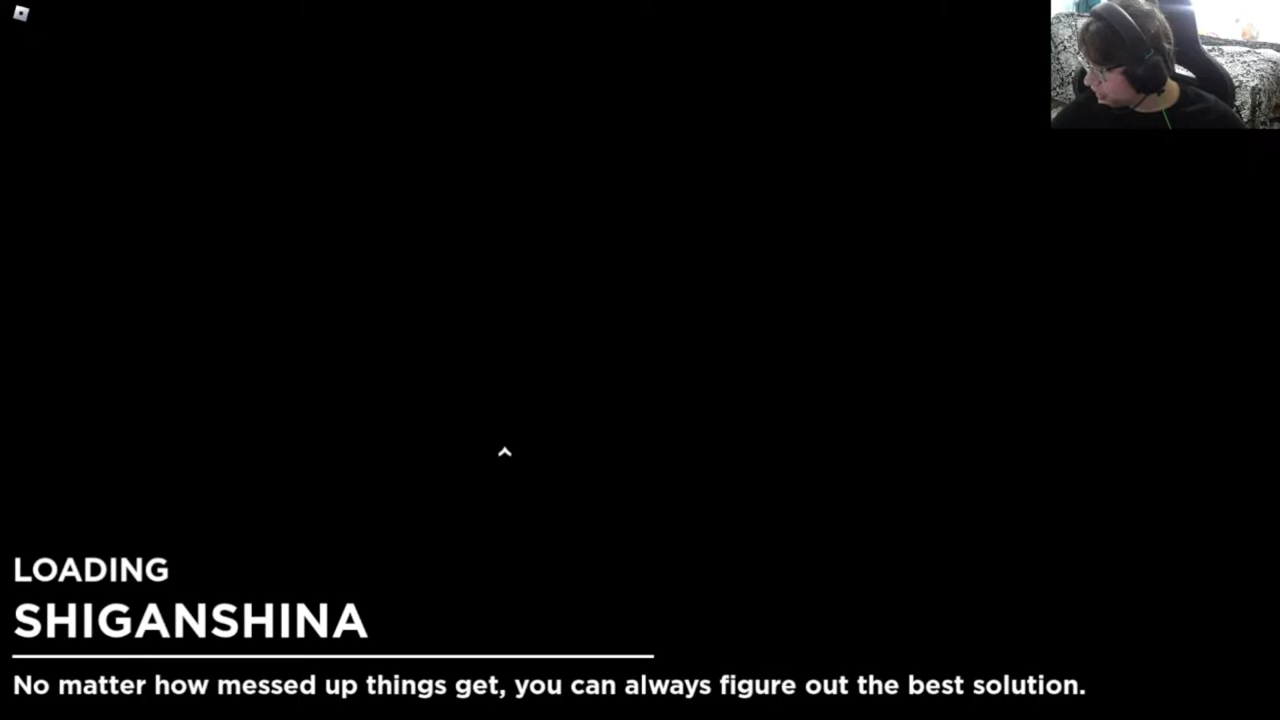 LOADING
SHIGANSHINA
No matter how messed up things get, you can always figure out the best solution.